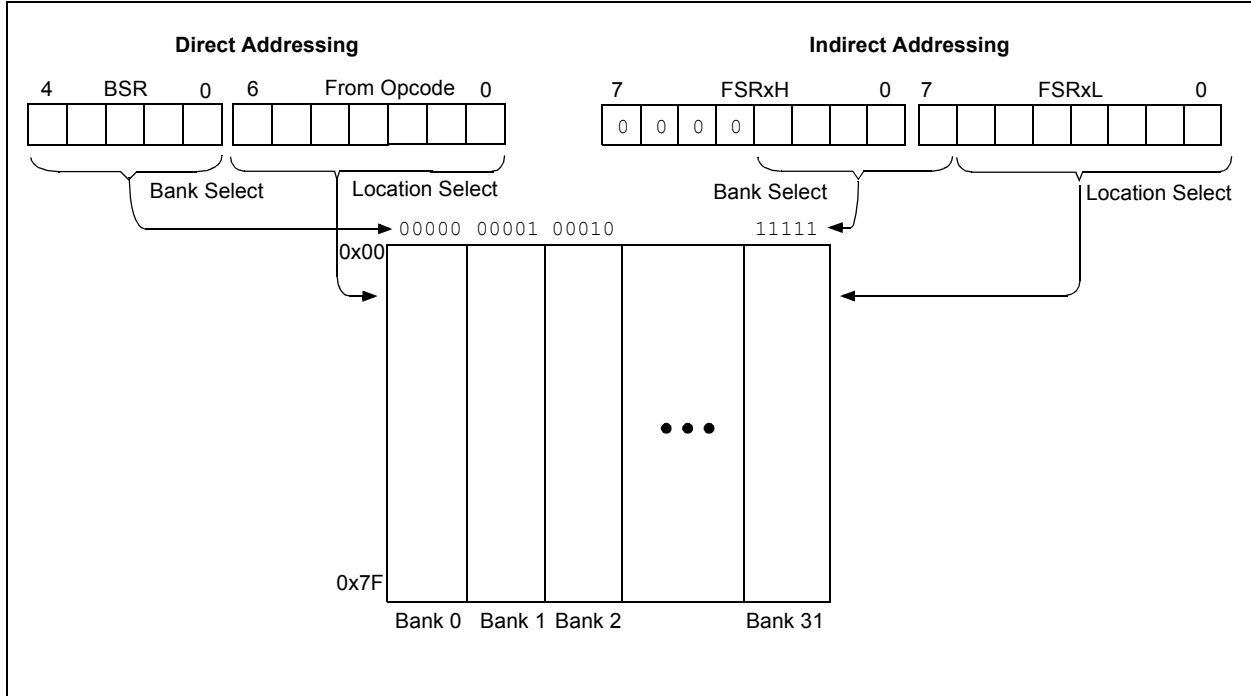 Direct Addressing
Indirect Addressing
4 BSR 0 6 From Opcode 0
7 FSRxH 0 7 FSRxL 0
0 0 0 0
Bank Select
Location Select
Bank Select
Location Select
00000 00001 00010 11111
0x00
0x7F
Bank 0 Bank 1 Bank 2 Bank 31